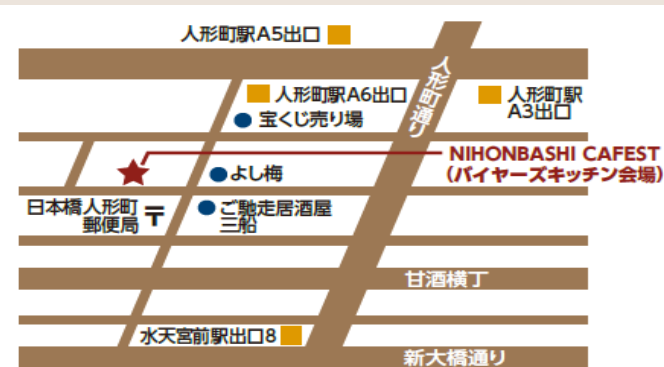 人形町駅A5出口
人形町通り
人形町駅A6出口
人形町駅
A3出口
宝くじ売り場
NIHONBASHI CAFEST
(バイヤーズキッチン会場)
よし梅
日本橋人形町
郵便局
〒
ご馳走居酒屋
三船
甘酒横丁
水天宮前駅出口8
新大橋通り